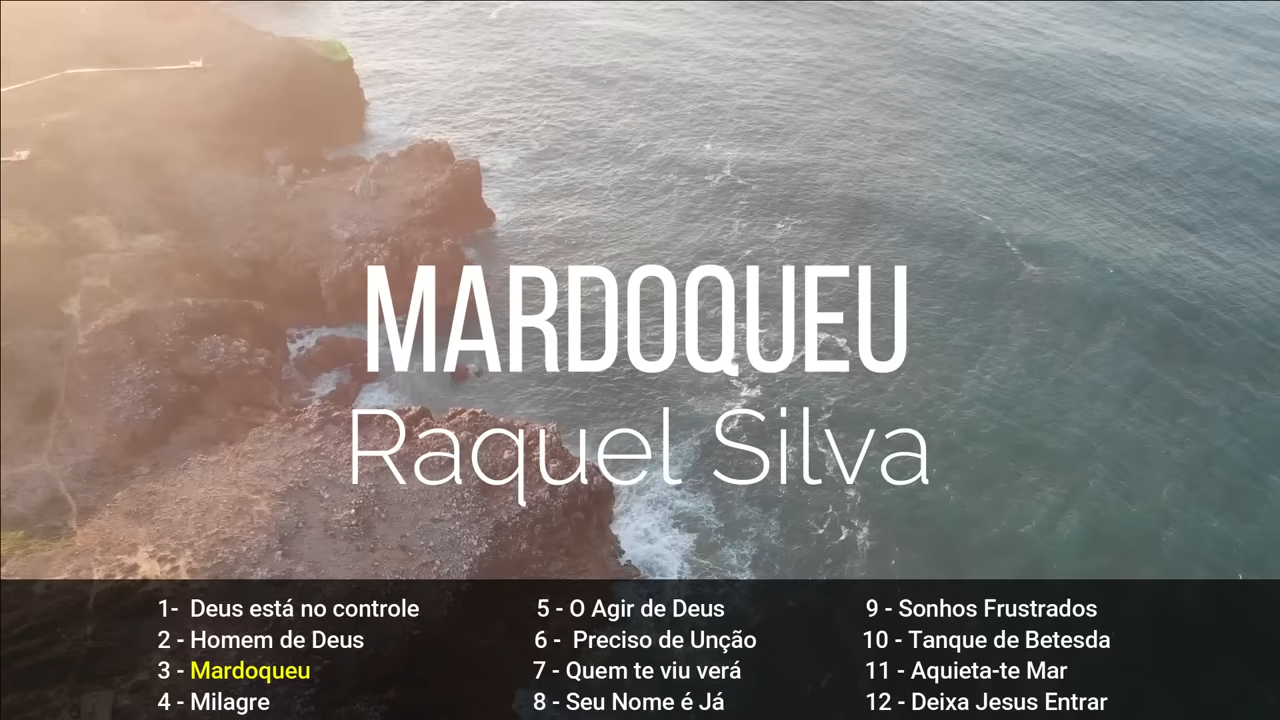 MARDOQUEU
Raquel Silva
1- Deus está no controle
2 - Homem de Deus
3 - Mardoqueu
4 - Milagre
5 - O Agir de Deus
6 - Preciso de Unção
7 - Quem te viu verá
8 - Seu Nome é Já
9 - Sonhos Frustrados
10 - Tanque de Betesda
11 - Aquieta-te Mar
12 - Deixa Jesus Entrar